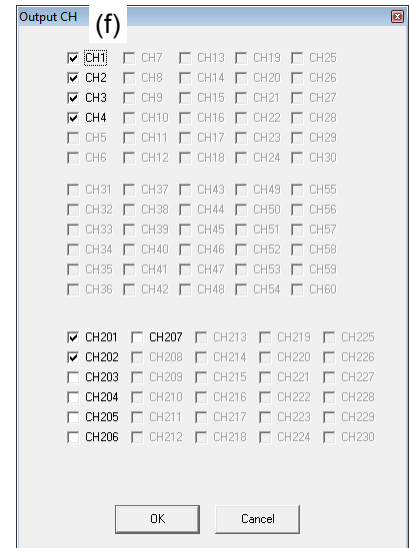 Output CH
(f)
CH1 CH7 CH13 CH19 CH25
CH2 CH8 CH14 CH20 CH26
CH3 CH9 CH15 CH21 CH27
CH4 CH10 CH16 CH22 CH28
CH5 CH11 CH17 CH23 CH29
CH6 CH12 CH18 CH24 CH30
CH31 CH37 CH43 CH49 CH55
CH32 CH38 CH44 CH50 CH56
CH33 CH39 CH45 CH51 CH57
CH34 CH40 CH46 CH52 CH58
CH35 CH41 CH47 CH53 CH59
CH36 CH42 CH48 CH54 CH60
CH201 CH207 CH213 CH219 CH225
CH202 CH208 CH214 CH220 CH226
CH203 CH209 CH215 CH221 CH227
CH204 CH210 CH216 CH222 CH228
CH205 CH211 CH217 CH223 CH229
CH206 CH212 CH218 CH224 CH230
OK Cancel